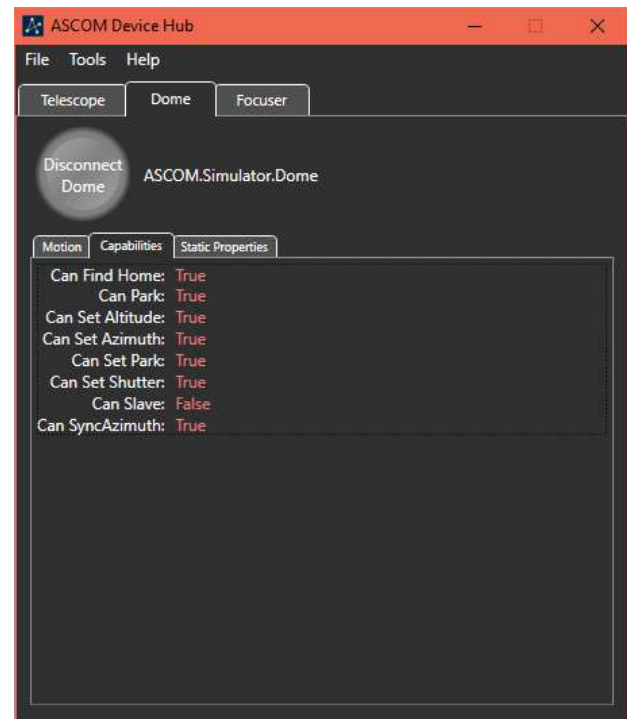 ASCOM Device Hub
File Tools Help
Telescope Dome Focuser
Disconnect
Dome
ASCOM.Simulator.Dome
Motion Capabilities Static Properties
Can Find Home: True
Can Park: True
Can Set Altitude: True
Can Set Azimuth: True
Can Set Park: True
Can Set Shutter: True
Can Slave: False
Can SyncAzimuth: True